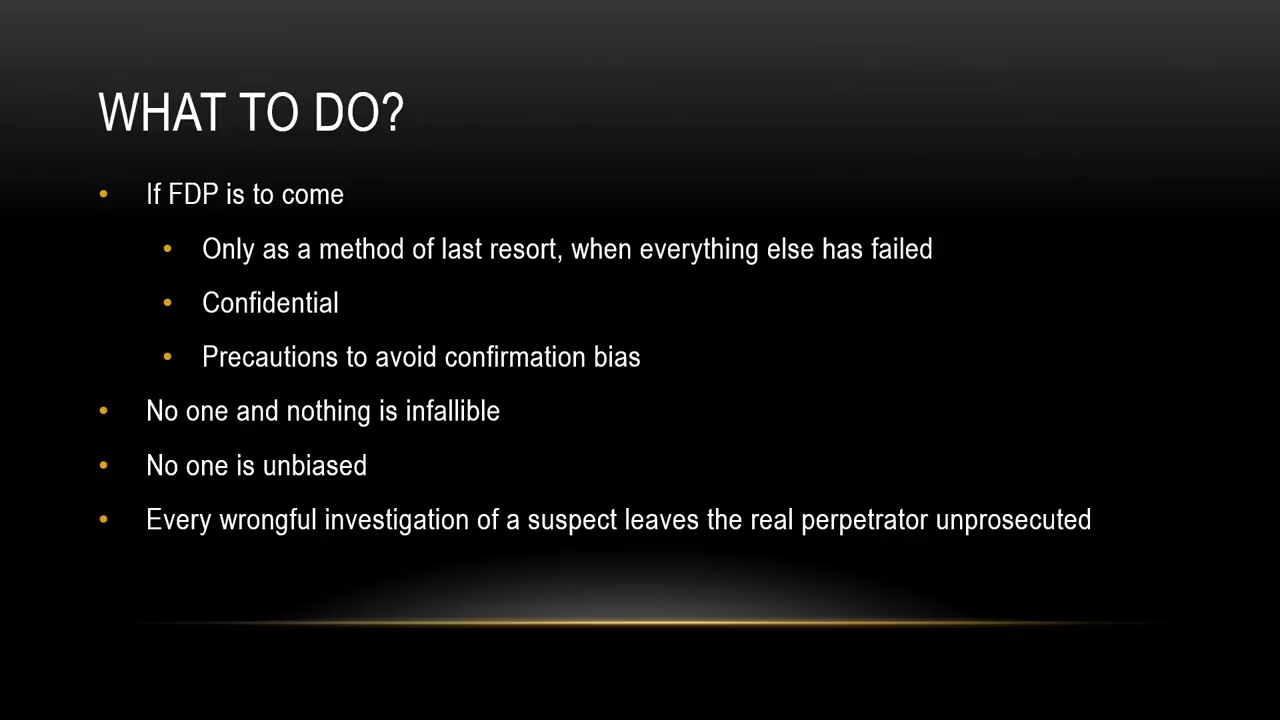 WHAT TO DO?
• If FDP is to come
• Only as a method of last resort, when everything else has failed
• Confidential
• Precautions to avoid confirmation bias
• No one and nothing is infallible
• No one is unbiased
• Every wrongful investigation of a suspect leaves the real perpetrator unprosecuted